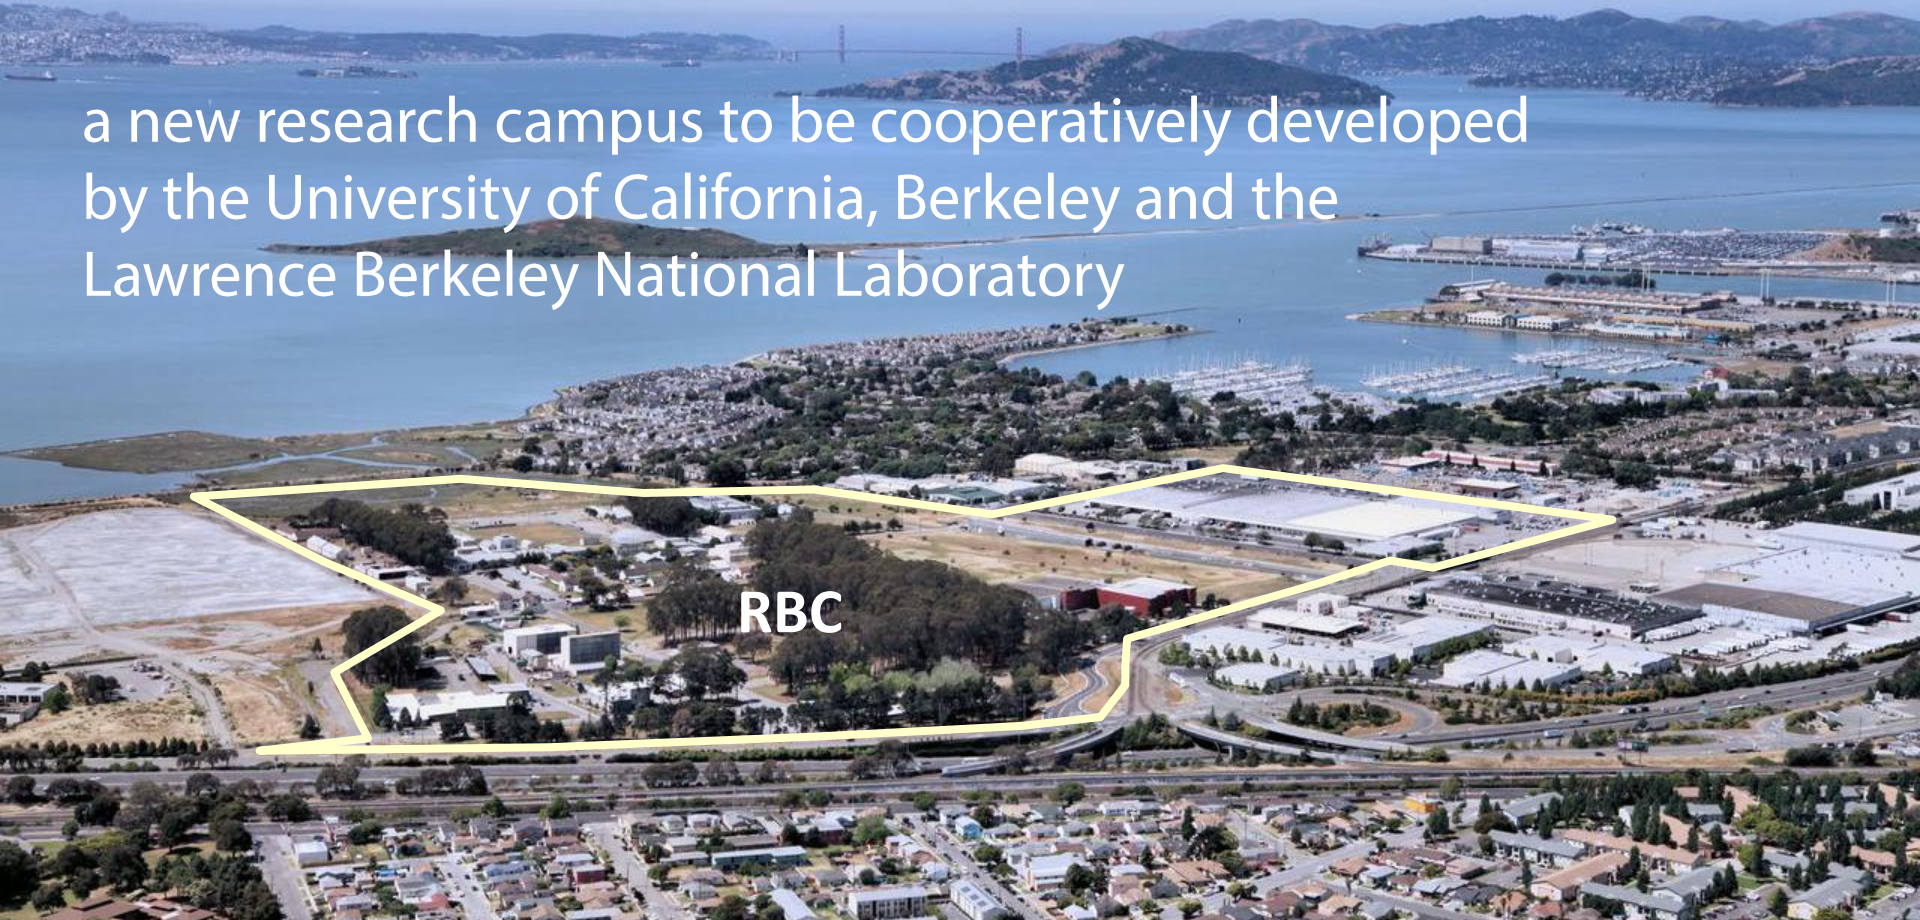 a new research campus to be cooperatively developed
by the University of California, Berkeley and the
Lawrence Berkeley National Laboratory
RBC